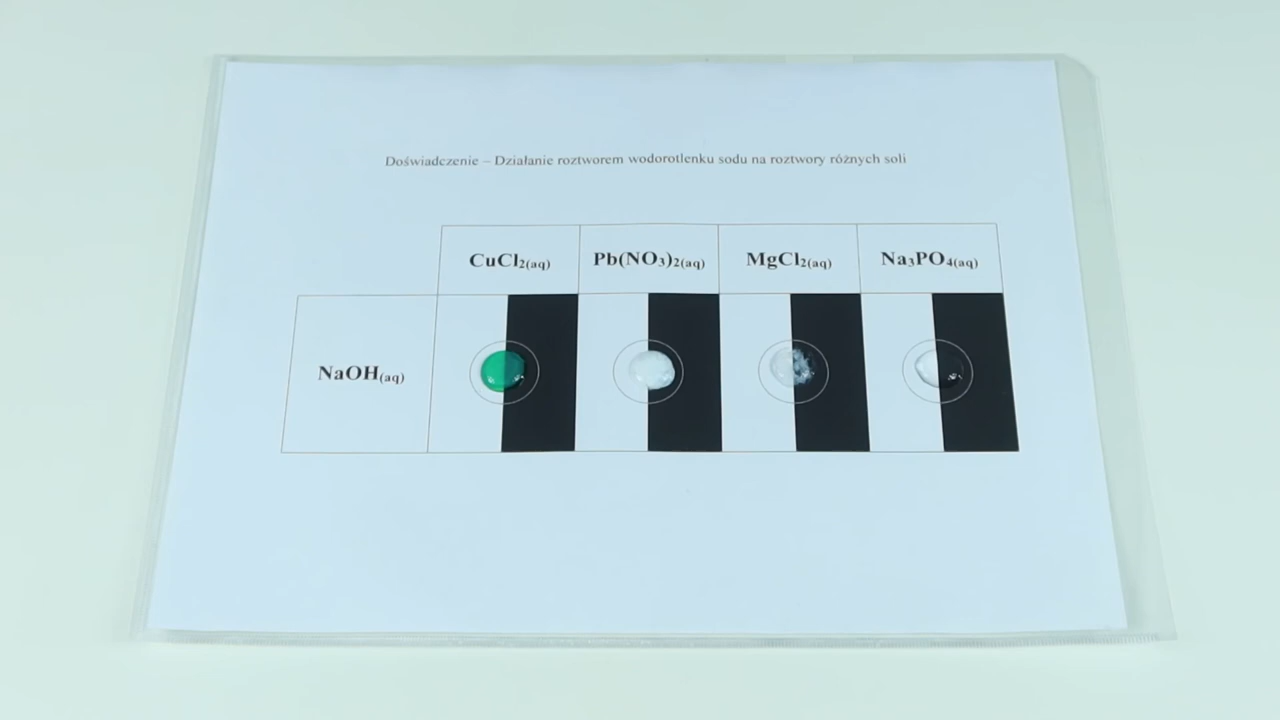 Doświadczenie – Działanie roztworem wodorotlenku sodu na roztwory różnych soli
CuCl₂(aq) Pb(NO₃)₂(aq) MgCl₂(aq) Na₃PO₄(aq)
NaOH(aq)